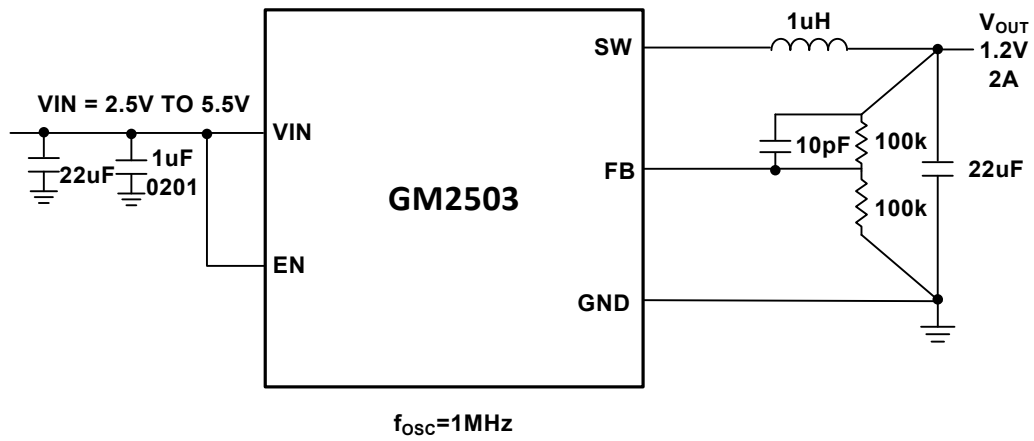 1uH
SW
VOUT
1.2V
2A
VIN = 2.5V TO 5.5V
VIN
1uF
22uF
0201
10pF
100k
FB
22uF
GM2503
100k
EN
GND
fOSC=1MHz